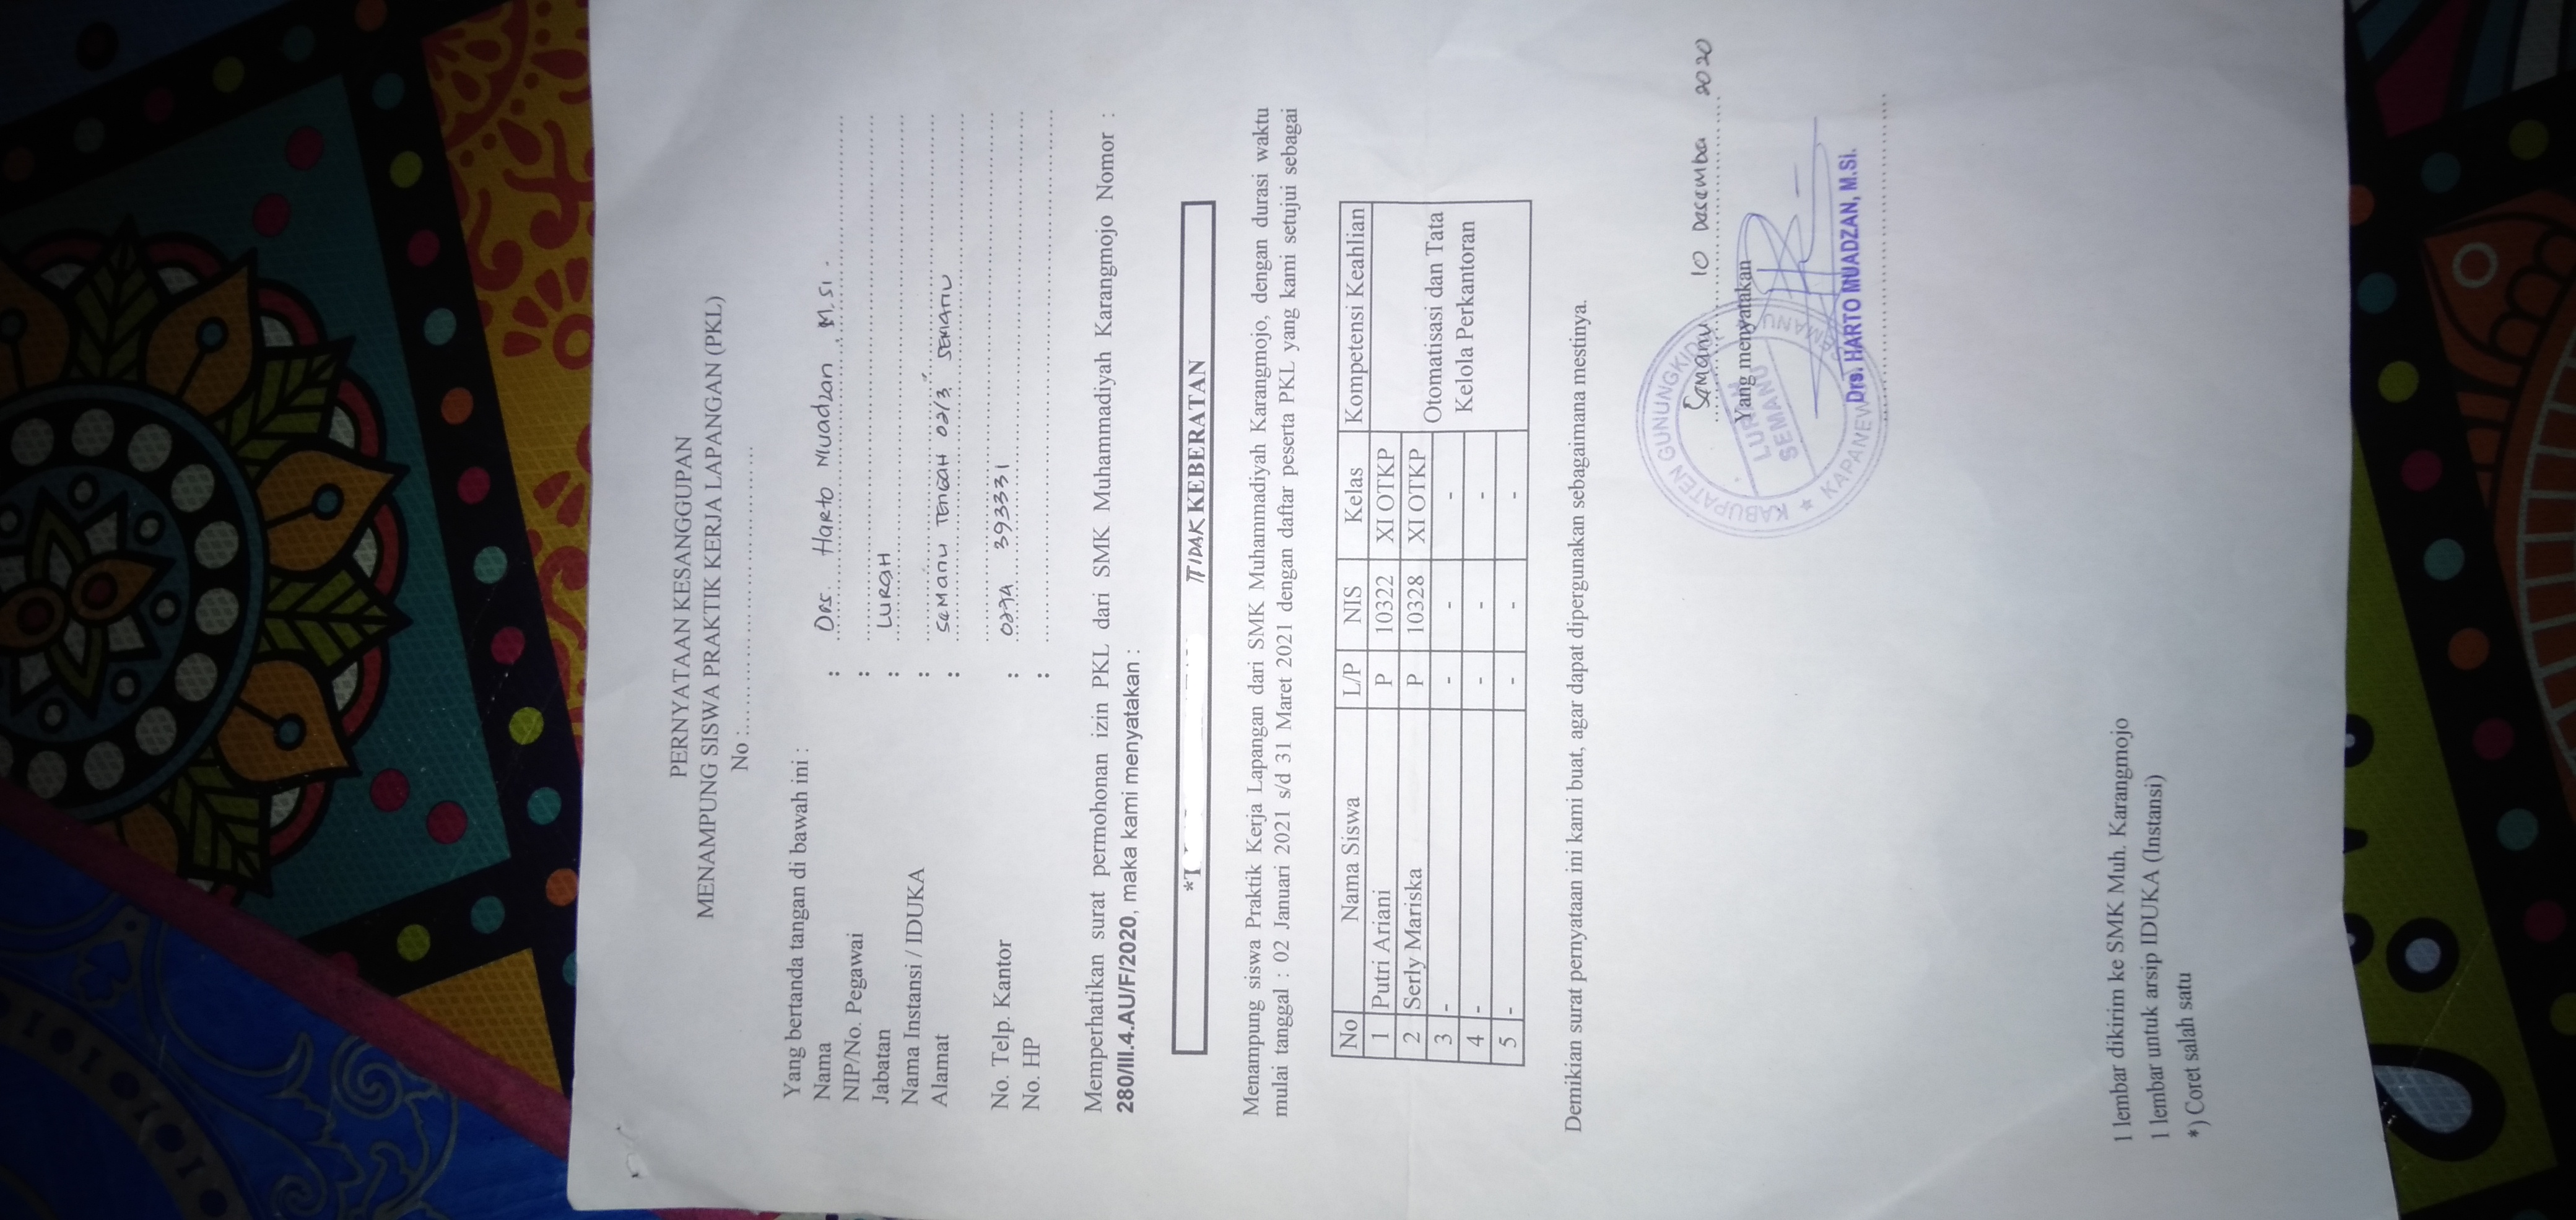 PERNYATAAN KESANGGUPAN
MENAMPUNG SISWA PRAKTIK KERJA LAPANGAN (PKL)
No :..........................................
Yang bertanda tangan di bawah ini :
Nama : Drs. Harto Muadzan, M,Si.
NIP/No. Pegawai :
Jabatan : LURAH
Nama Instansi / IDUKA :
Alamat : SEMANU TENGAH 02/3 SEMANU
No. Telp. Kantor : 0274 393331
No. HP :
Memperhatikan surat permohonan izin PKL dari SMK Muhammadiyah Karangmojo Nomor :
280/III.4.AU/F/2020, maka kami menyatakan :
TIDAK KEBERATAN
Menampung siswa Praktik Kerja Lapangan dari SMK Muhammadiyah Karangmojo, dengan durasi waktu
mulai tanggal : 02 Januari 2021 s/d 31 Maret 2021 dengan daftar peserta PKL yang kami setujui sebagai
No Nama Siswa L/P NIS Kelas Kompetensi Keahlian
1 Putri Ariani P 10322 XI OTKP
2 Serly Mariska P 10328 XI OTKP
3 - - - - Otomatisasi dan Tata
4 - - - - Kelola Perkantoran
5 - - - -
Demikian surat pernyataan ini kami buat, agar dapat dipergunakan sebagaimana mestinya.
Semanu 10 Desember 2020
Yang menyatakan
KABUPATEN GUNUNGKIDUL
LURAH
SEMANU
KAPANEWON SEMANU
Drs. HARTO MUADZAN, M.Si.
1 lembar dikirim ke SMK Muh. Karangmojo
1 lembar untuk arsip IDUKA (Instansi)
*) Coret salah satu